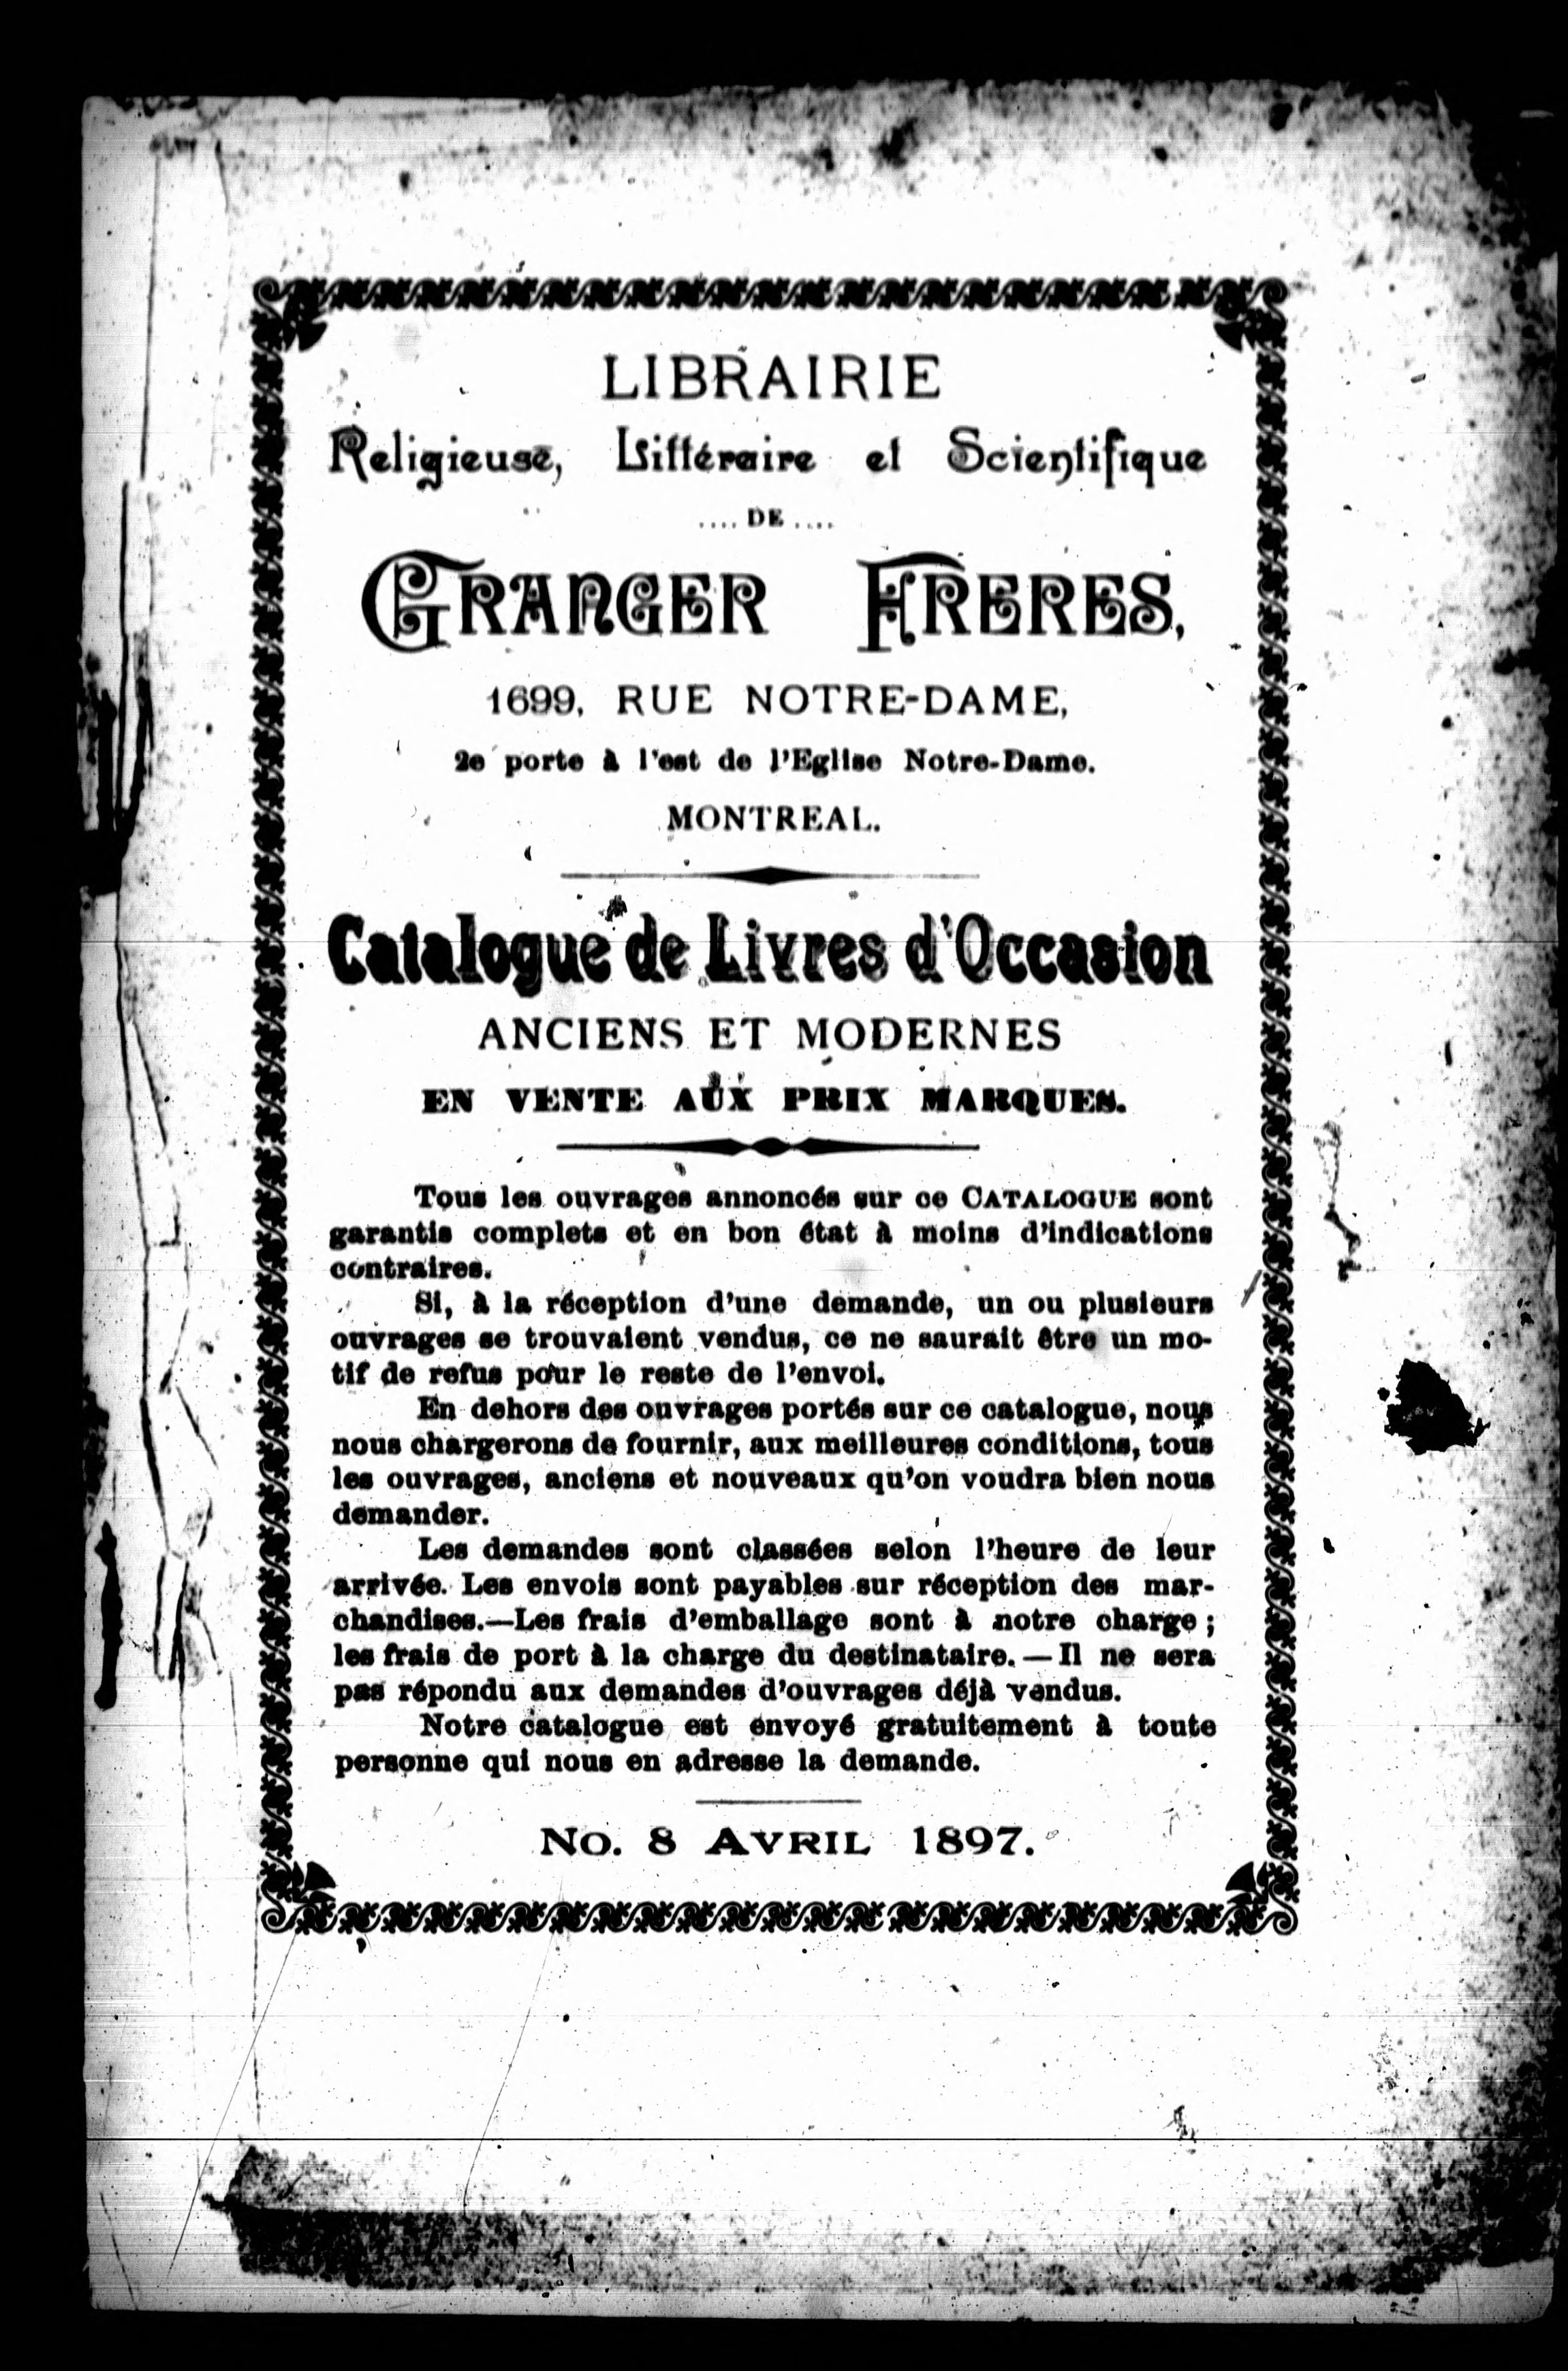 LIBRAIRIE
Religieuse, Littéraire et Scientifique
.... DE ....
GRANGER FRERES,
1699, RUE NOTRE-DAME,
2e porte à l'est de l'Eglise Notre-Dame.
MONTREAL.
Catalogue de Livres d'Occasion
ANCIENS ET MODERNES
EN VENTE AUX PRIX MARQUES.
Tous les ouvrages annoncés sur ce CATALOGUE sont
garantis complets et en bon état à moins d'indications
contraires.
Si, à la réception d'une demande, un ou plusieurs
ouvrages se trouvaient vendus, ce ne saurait être un mo-
tif de refus pour le reste de l'envoi.
En dehors des ouvrages portés sur ce catalogue, nous
nous chargerons de fournir, aux meilleures conditions, tous
les ouvrages, anciens et nouveaux qu'on voudra bien nous
demander.
Les demandes sont classées selon l'heure de leur
arrivée. Les envois sont payables sur réception des mar-
chandises.—Les frais d'emballage sont à notre charge ;
les frais de port à la charge du destinataire. — Il ne sera
pas répondu aux demandes d'ouvrages déjà vendus.
Notre catalogue est envoyé gratuitement à toute
personne qui nous en adresse la demande.
No. 8 AVRIL 1897.